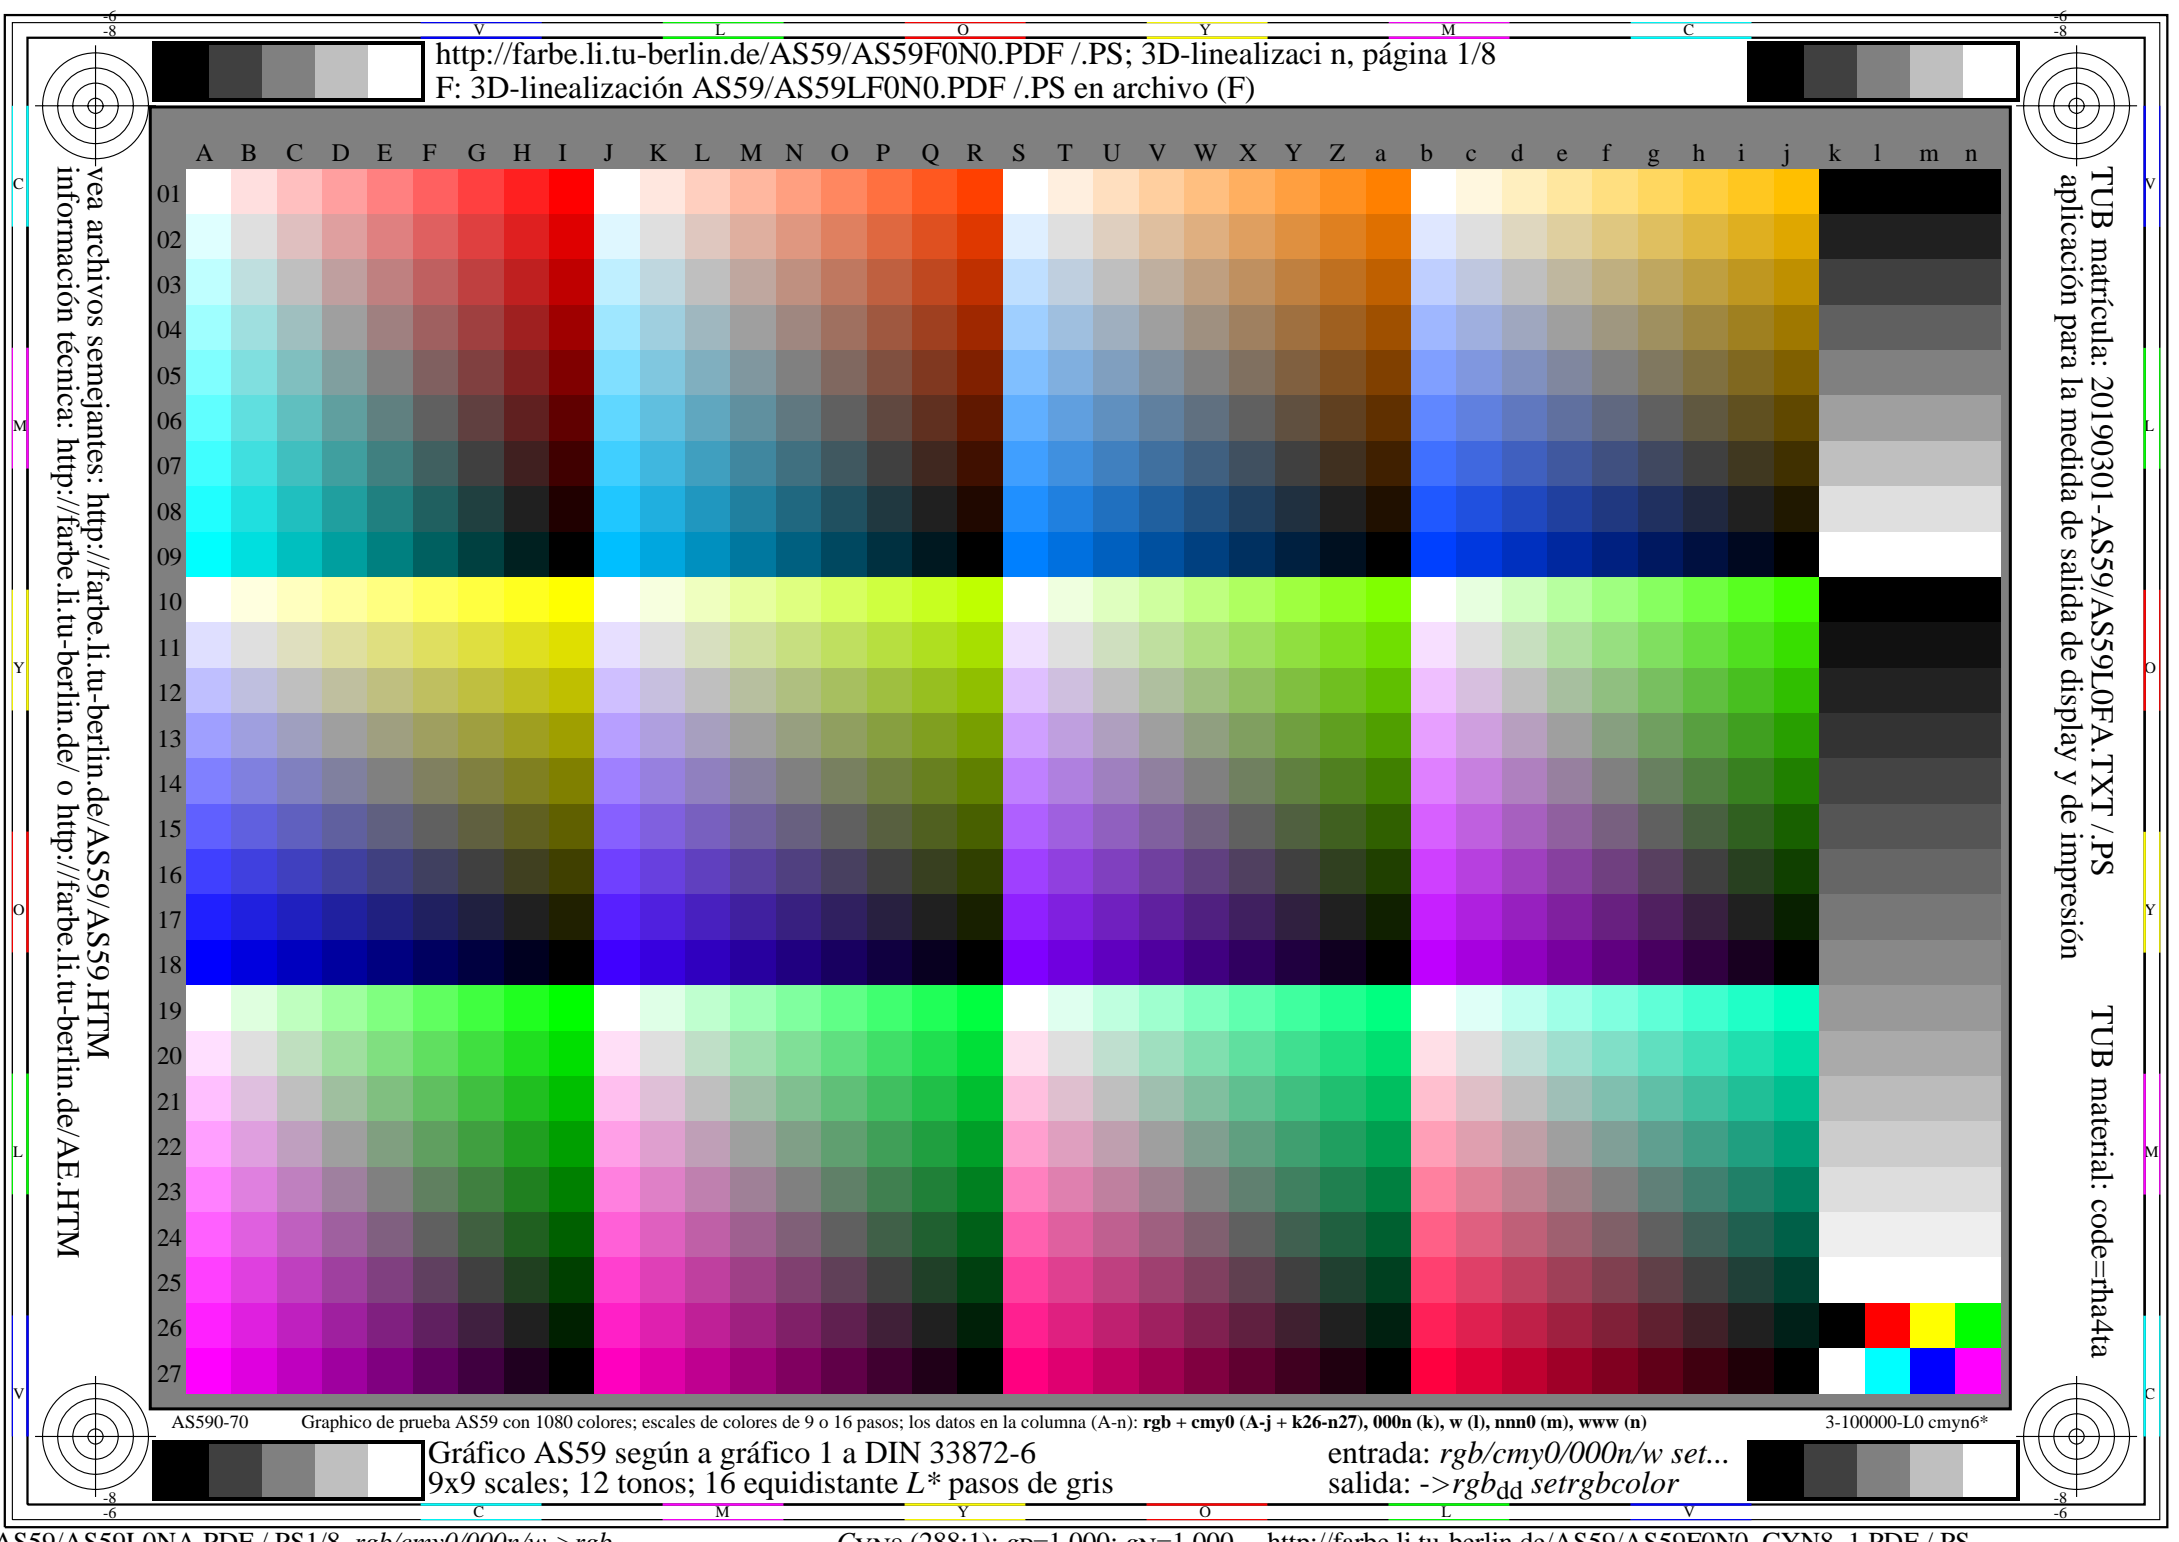 -6
-8
V L O Y M C
-6
-8
http://farbe.li.tu-berlin.de/AS59/AS59F0N0.PDF /.PS; 3D-linealizaci n, página 1/8
F: 3D-linealización AS59/AS59LF0N0.PDF /.PS en archivo (F)
A B C D E F G H I J K L M N O P Q R S T U V W X Y Z a b c d e f g h i j k l m n
01
02
03
04
05
06
07
08
09
10
11
12
13
14
15
16
17
18
19
20
21
22
23
24
25
26
27
C
M
Y
O
L
V
vea archivos semejantes: http://farbe.li.tu-berlin.de/AS59/AS59.HTM
información técnica: http://farbe.li.tu-berlin.de/ o http://farbe.li.tu-berlin.de/AE.HTM
TUB matrícula: 20190301-AS59/AS59L0FA.TXT /.PS TUB material: code=rha4ta
aplicación para la medida de salida de display y de impresión
V
L
O
Y
M
C
AS590-70 Graphico de prueba AS59 con 1080 colores; escales de colores de 9 o 16 pasos; los datos en la columna (A-n): rgb + cmy0 (A-j + k26-n27), 000n (k), w (l), nnn0 (m), www (n) 3-100000-L0 cmyn6*
Gráfico AS59 según a gráfico 1 a DIN 33872-6
9x9 scales; 12 tonos; 16 equidistante L* pasos de gris
entrada: rgb/cmy0/000n/w set...
salida: ->rgbdd setrgbcolor
-8
-6
C M Y O L V
-8
-6